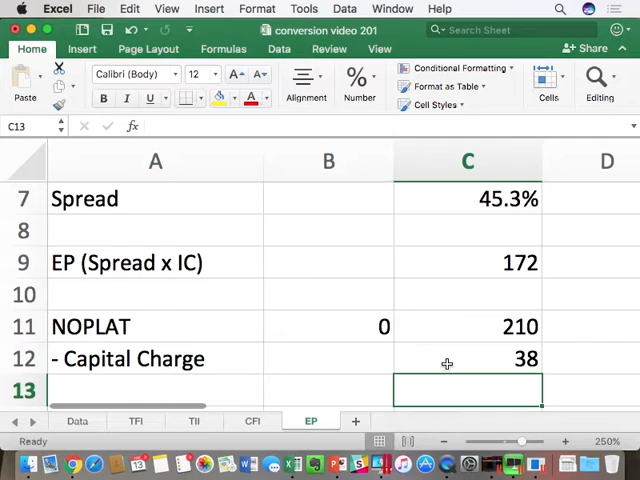 Excel File Edit View Insert Format Tools Data Window Help
conversion video 201
Search Sheet
Home Insert Page Layout Formulas Data Review View
Share
Paste
Calibri (Body) 12 A A
B I U A
Alignment
%
Number
Conditional Formatting
Format as Table
Cell Styles
Cells
Editing
C13 fx
A B C D
7 Spread 45.3%
8
9 EP (Spread x IC) 172
10
11 NOPLAT 0 210
12 - Capital Charge 38
13
Data TFI TII CFI EP +
Ready 250%